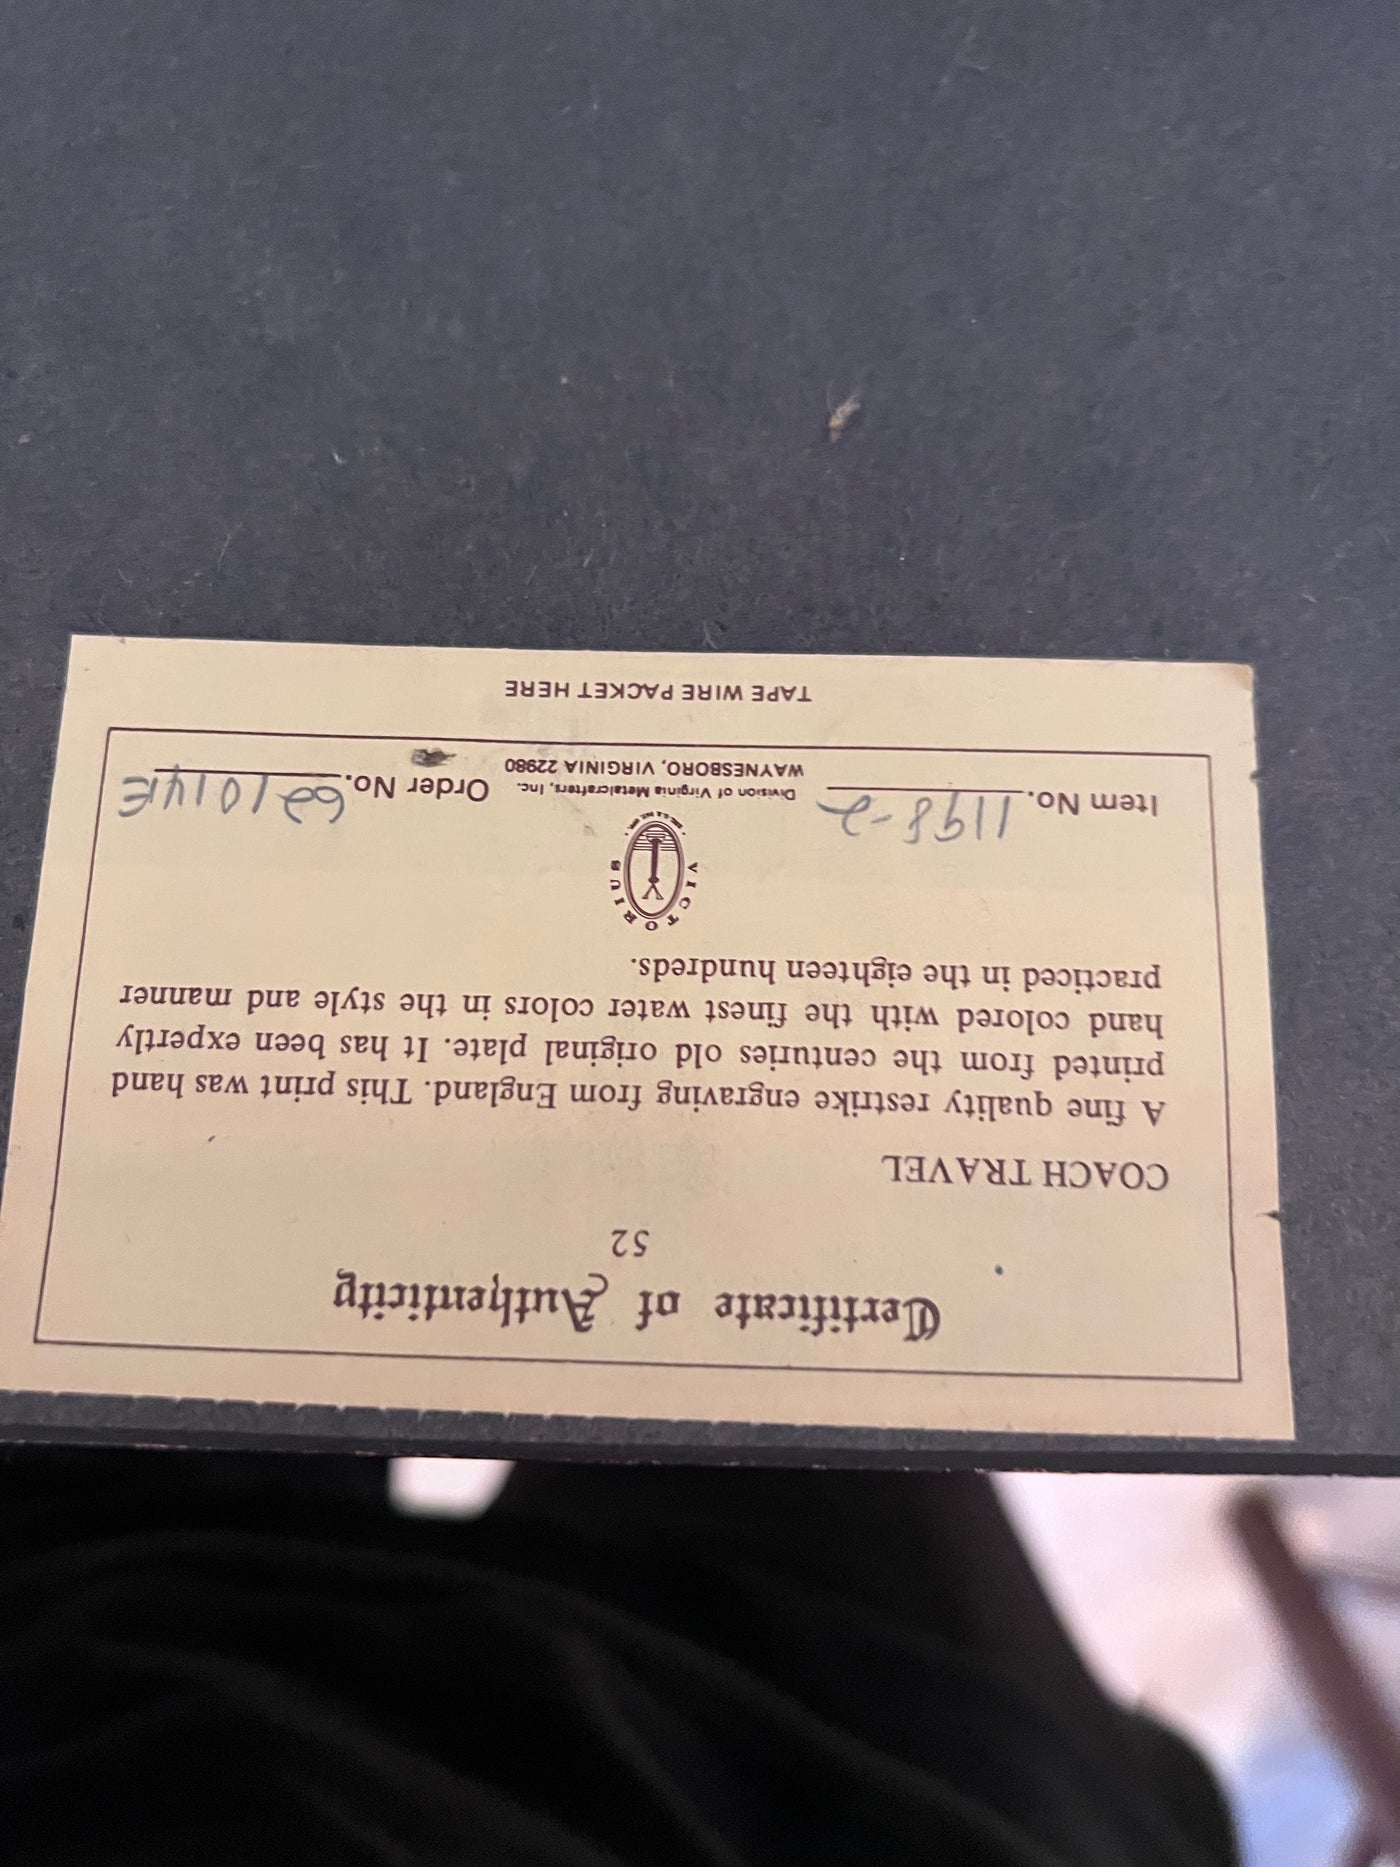 Certificate of Authenticity
52
COACH TRAVEL
A fine quality restrike engraving from England. This print was hand
printed from the centuries old original plate. It has been expertly
hand colored with the finest water colors in the style and manner
practiced in the eighteen hundreds.
VICTORIUS
Item No. 1198-2
Division of Virginia Metalcrafters, Inc.
WAYNESBORO, VIRGINIA 22980
Order No. 621014E
TAPE WIRE PACKET HERE